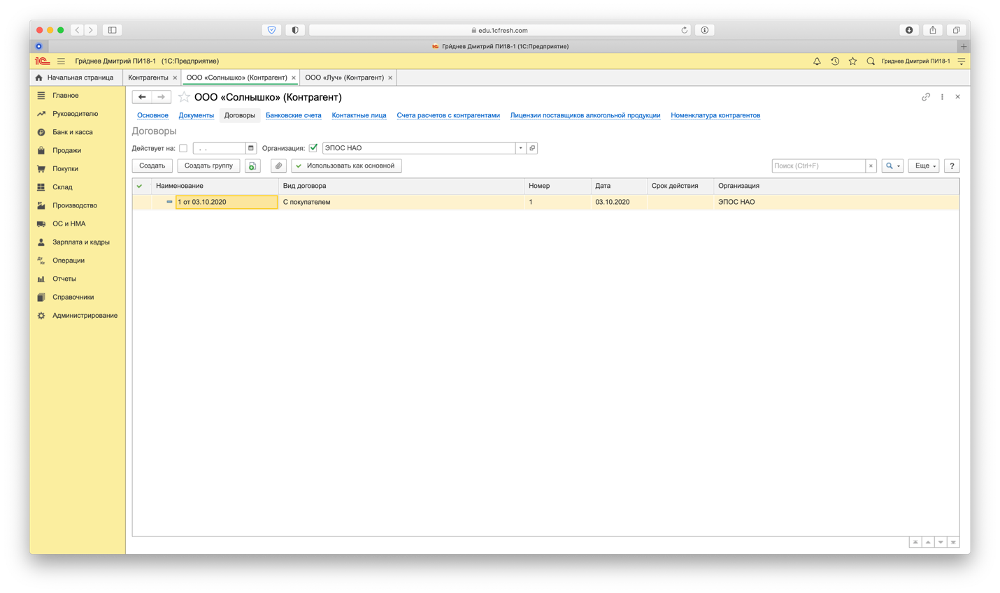 edu.1cfresh.com
Гри́днев Дмитрий ПИ18-1 (1С:Предприятие)
Гри́днев Дмитрий ПИ18-1 (1С:Предприятие)
Гриднев Дмитрий ПИ18-1
Начальная страница
Контрагенты
ООО «Солнышко» (Контрагент)
ООО «Луч» (Контрагент)
Главное
Руководителю
Банк и касса
Продажи
Покупки
Склад
Производство
ОС и НМА
Зарплата и кадры
Операции
Отчеты
Справочники
Администрирование
ООО «Солнышко» (Контрагент)
Основное Документы Договоры Банковские счета Контактные лица Счета расчетов с контрагентами Лицензии поставщиков алкогольной продукции Номенклатура контрагентов
Договоры
Действует на: . . Организация: ЭПОС НАО
Создать Создать группу Использовать как основной Поиск (Ctrl+F) Еще ?
Наименование Вид договора Номер Дата Срок действия Организация
1 от 03.10.2020 С покупателем 1 03.10.2020 ЭПОС НАО